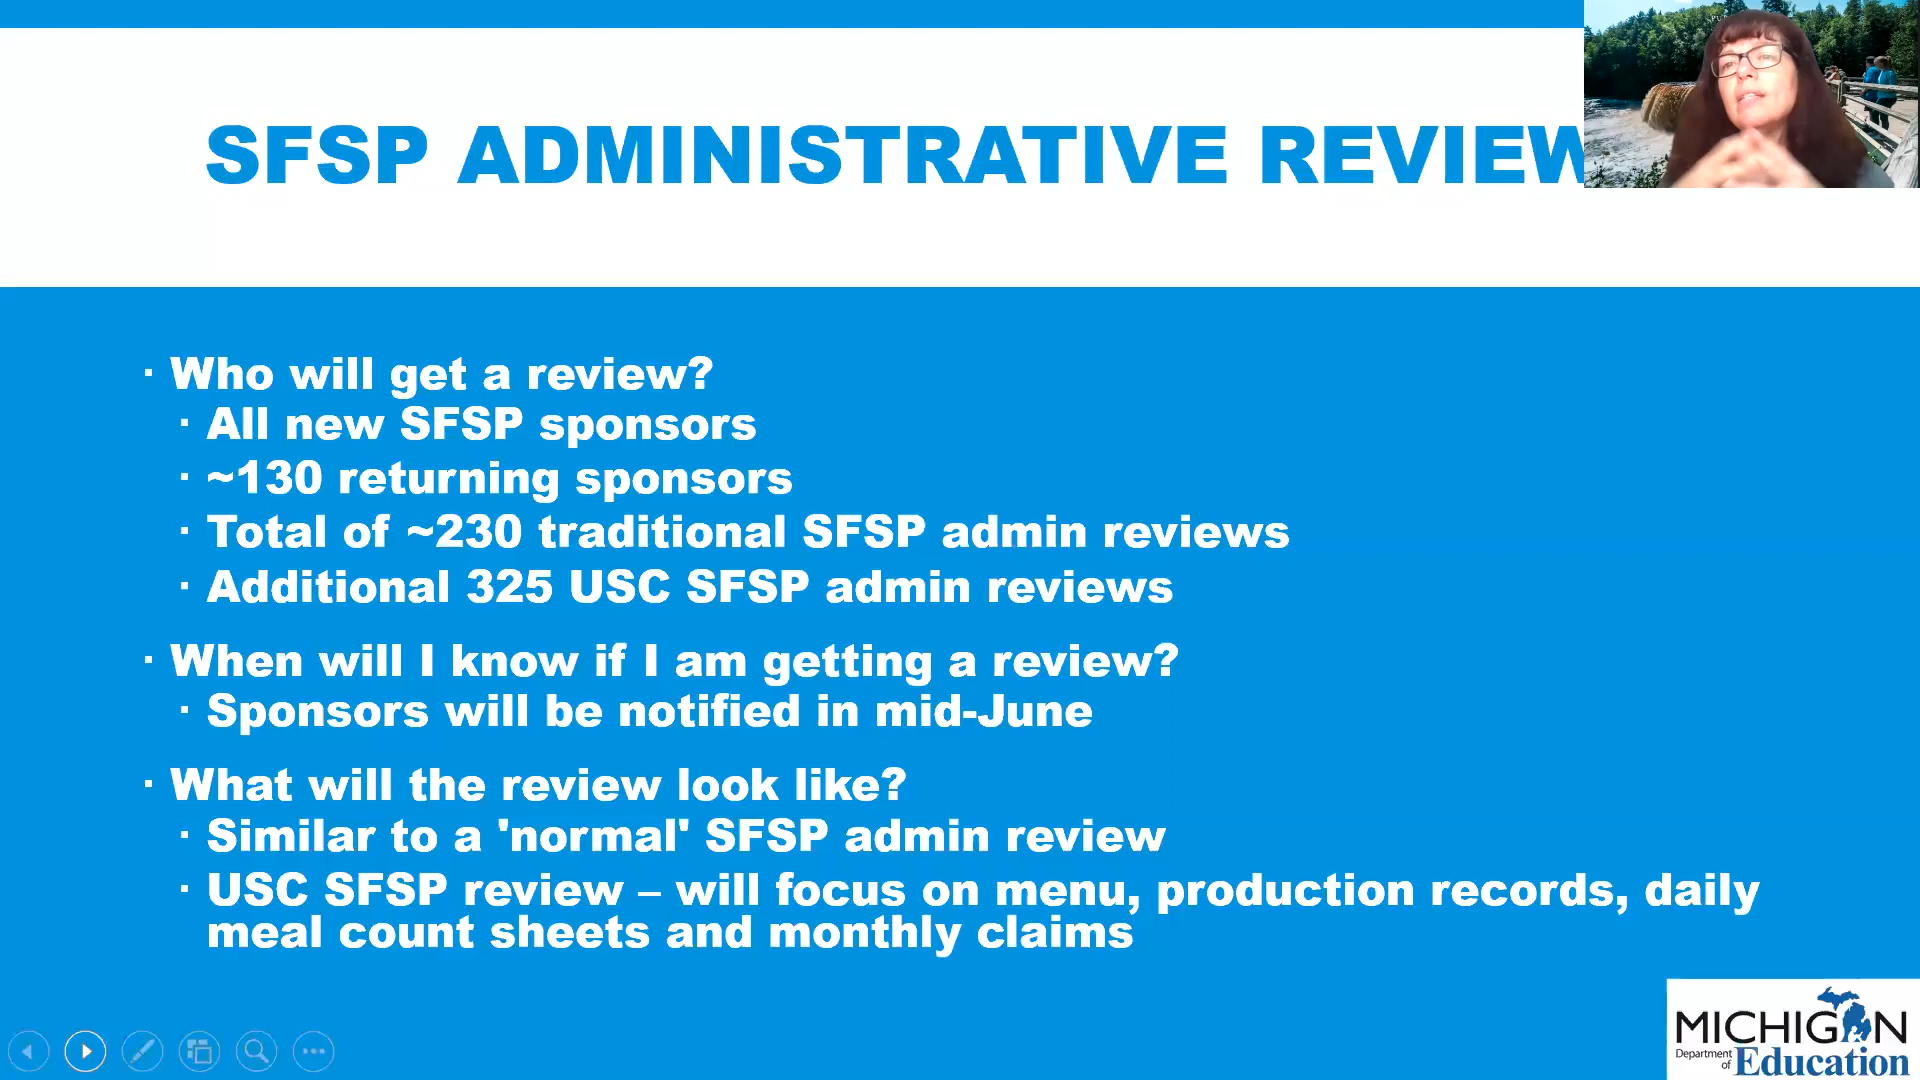 SFSP ADMINISTRATIVE REVIEW
· Who will get a review?
· All new SFSP sponsors
· ~130 returning sponsors
· Total of ~230 traditional SFSP admin reviews
· Additional 325 USC SFSP admin reviews
· When will I know if I am getting a review?
· Sponsors will be notified in mid-June
· What will the review look like?
· Similar to a 'normal' SFSP admin review
· USC SFSP review – will focus on menu, production records, daily
meal count sheets and monthly claims
MICHIGAN
Department of Education